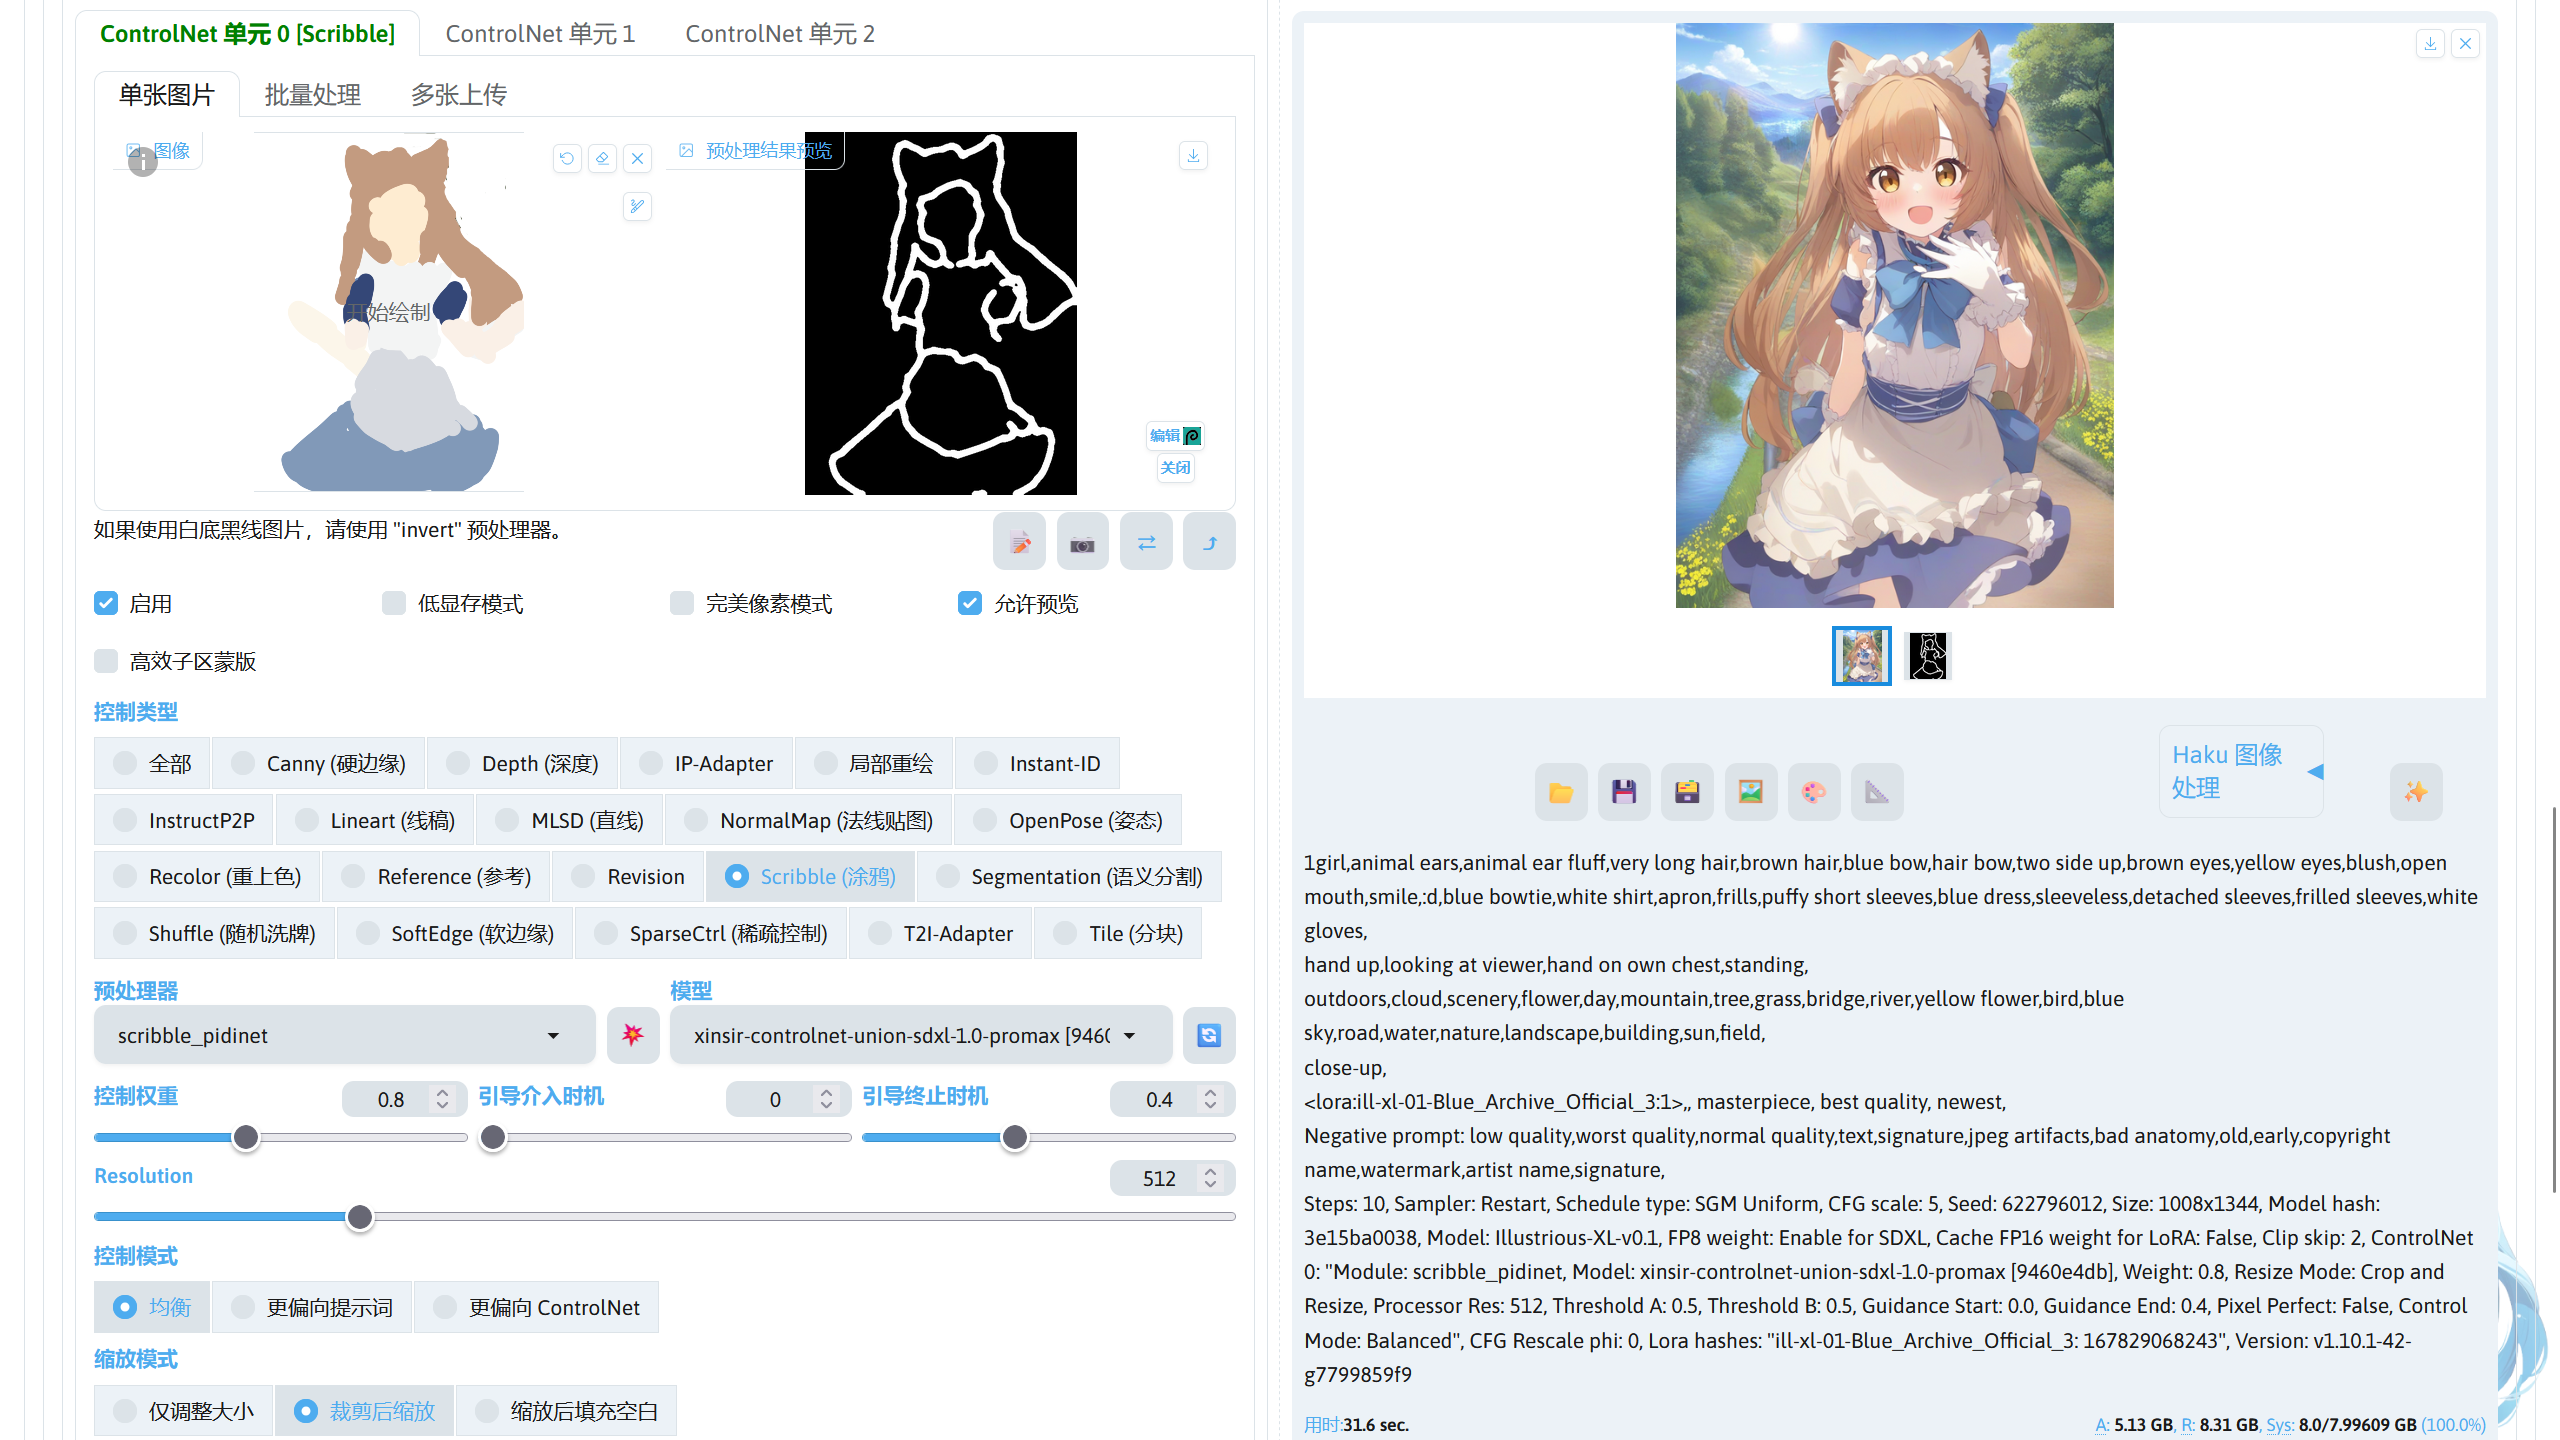 ControlNet 单元 0 [Scribble]
ControlNet 单元 1
ControlNet 单元 2
单张图片
批量处理
多张上传
图像
开始绘制
预处理结果预览
编辑
关闭
如果使用白底黑线图片，请使用 "invert" 预处理器。
启用
低显存模式
完美像素模式
允许预览
高效子区蒙版
控制类型
全部
Canny (硬边缘)
Depth (深度)
IP-Adapter
局部重绘
Instant-ID
InstructP2P
Lineart (线稿)
MLSD (直线)
NormalMap (法线贴图)
OpenPose (姿态)
Recolor (重上色)
Reference (参考)
Revision
Scribble (涂鸦)
Segmentation (语义分割)
Shuffle (随机洗牌)
SoftEdge (软边缘)
SparseCtrl (稀疏控制)
T2I-Adapter
Tile (分块)
预处理器
scribble_pidinet
模型
xinsir-controlnet-union-sdxl-1.0-promax [946
控制权重
0.8
引导介入时机
0
引导终止时机
0.4
Resolution
512
控制模式
均衡
更偏向提示词
更偏向 ControlNet
缩放模式
仅调整大小
裁剪后缩放
缩放后填充空白
Haku 图像
处理
1girl,animal ears,animal ear fluff,very long hair,brown hair,blue bow,hair bow,two side up,brown eyes,yellow eyes,blush,open
mouth,smile,:d,blue bowtie,white shirt,apron,frills,puffy short sleeves,blue dress,sleeveless,detached sleeves,frilled sleeves,white
gloves,
hand up,looking at viewer,hand on own chest,standing,
outdoors,cloud,scenery,flower,day,mountain,tree,grass,bridge,river,yellow flower,bird,blue
sky,road,water,nature,landscape,building,sun,field,
close-up,
<lora:ill-xl-01-Blue_Archive_Official_3:1>,, masterpiece, best quality, newest,
Negative prompt: low quality,worst quality,normal quality,text,signature,jpeg artifacts,bad anatomy,old,early,copyright
name,watermark,artist name,signature,
Steps: 10, Sampler: Restart, Schedule type: SGM Uniform, CFG scale: 5, Seed: 622796012, Size: 1008x1344, Model hash:
3e15ba0038, Model: Illustrious-XL-v0.1, FP8 weight: Enable for SDXL, Cache FP16 weight for LoRA: False, Clip skip: 2, ControlNet
0: "Module: scribble_pidinet, Model: xinsir-controlnet-union-sdxl-1.0-promax [9460e4db], Weight: 0.8, Resize Mode: Crop and
Resize, Processor Res: 512, Threshold A: 0.5, Threshold B: 0.5, Guidance Start: 0.0, Guidance End: 0.4, Pixel Perfect: False, Control
Mode: Balanced", CFG Rescale phi: 0, Lora hashes: "ill-xl-01-Blue_Archive_Official_3: 167829068243", Version: v1.10.1-42-
g7799859f9
用时:31.6 sec.
A: 5.13 GB, R: 8.31 GB, Sys: 8.0/7.99609 GB (100.0%)